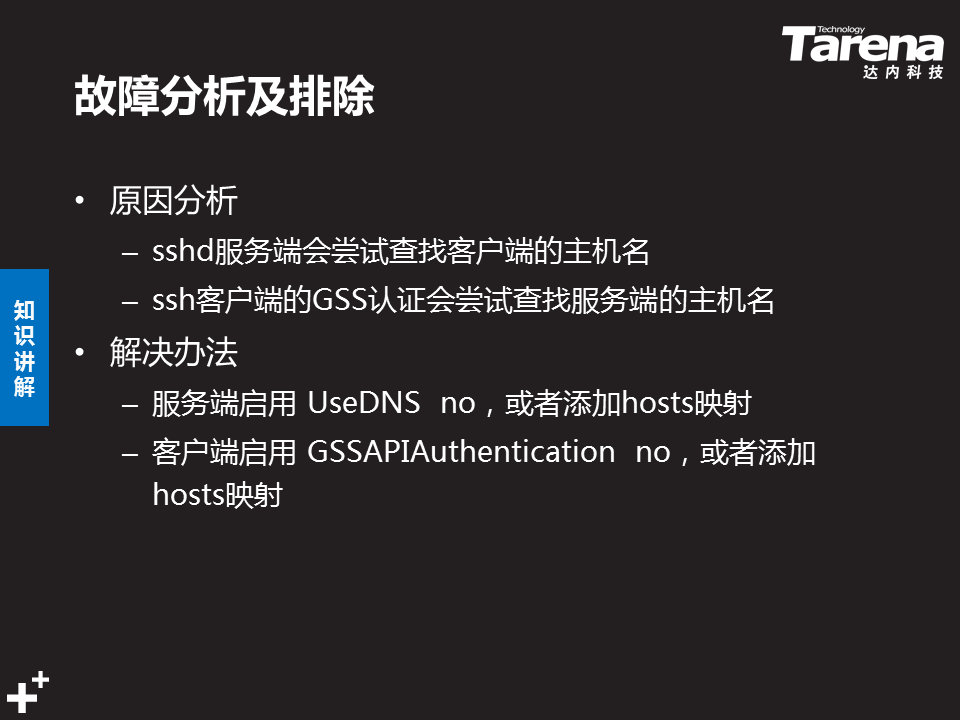 Technology
Tarena
达内科技
故障分析及排除
• 原因分析
– sshd服务端会尝试查找客户端的主机名
– ssh客户端的GSS认证会尝试查找服务端的主机名
• 解决办法
– 服务端启用 UseDNS no，或者添加hosts映射
– 客户端启用 GSSAPIAuthentication no，或者添加
hosts映射
知
识
讲
解